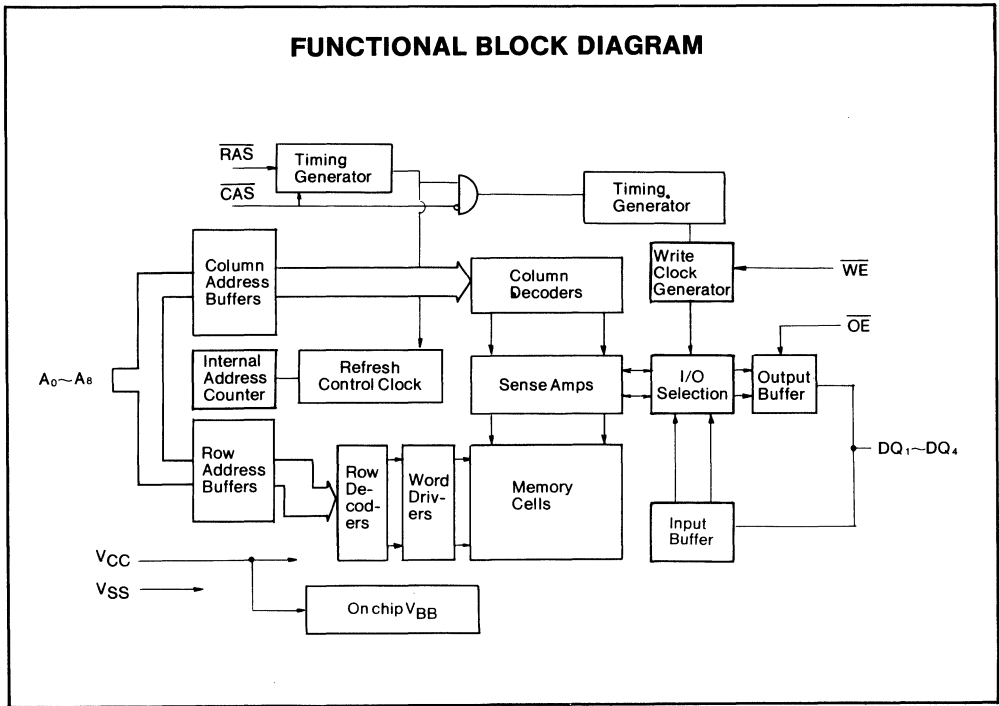 FUNCTIONAL BLOCK DIAGRAM
RAS
Timing
Generator
CAS
Timing
Generator
Column
Address
Buffers
Column
Decoders
Write
Clock
Generator
WE
OE
A0~A8
Internal
Address
Counter
Refresh
Control Clock
Sense Amps
I/O
Selection
Output
Buffer
Row
Address
Buffers
Row
De-
cod-
ers
Word
Driv-
ers
Memory
Cells
DQ1~DQ4
Input
Buffer
VCC
VSS
On chip VBB